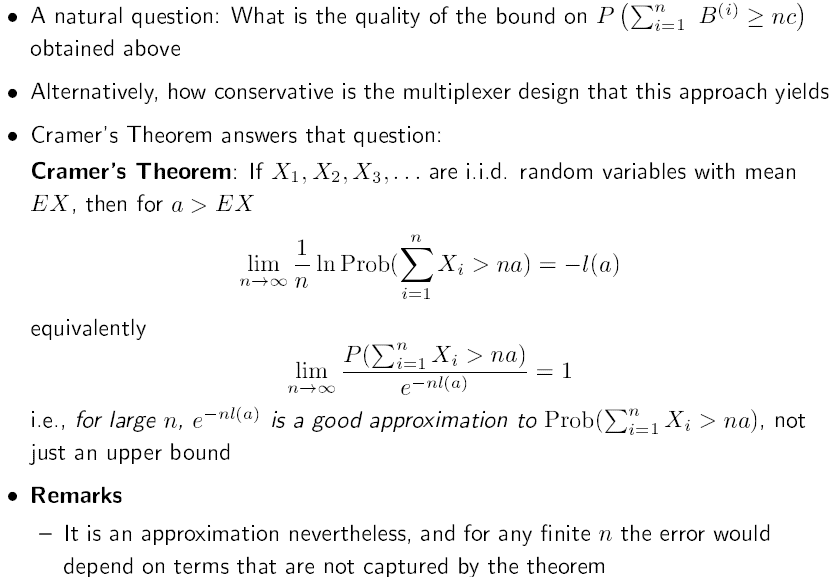 • A natural question: What is the quality of the bound on $P\left(\sum_{i=1}^{n} B^{(i)} \geq nc\right)$
obtained above
• Alternatively, how conservative is the multiplexer design that this approach yields
• Cramer's Theorem answers that question:
Cramer's Theorem: If $X_1, X_2, X_3, \ldots$ are i.i.d. random variables with mean
$EX$, then for $a > EX$
$\lim_{n \to \infty} \frac{1}{n} \ln \mathrm{Prob}(\sum_{i=1}^{n} X_i > na) = -l(a)$
equivalently
$\lim_{n \to \infty} \frac{P(\sum_{i=1}^{n} X_i > na)}{e^{-nl(a)}} = 1$
i.e., for large $n$, $e^{-nl(a)}$ is a good approximation to $\mathrm{Prob}(\sum_{i=1}^{n} X_i > na)$, not
just an upper bound
• Remarks
– It is an approximation nevertheless, and for any finite $n$ the error would
depend on terms that are not captured by the theorem